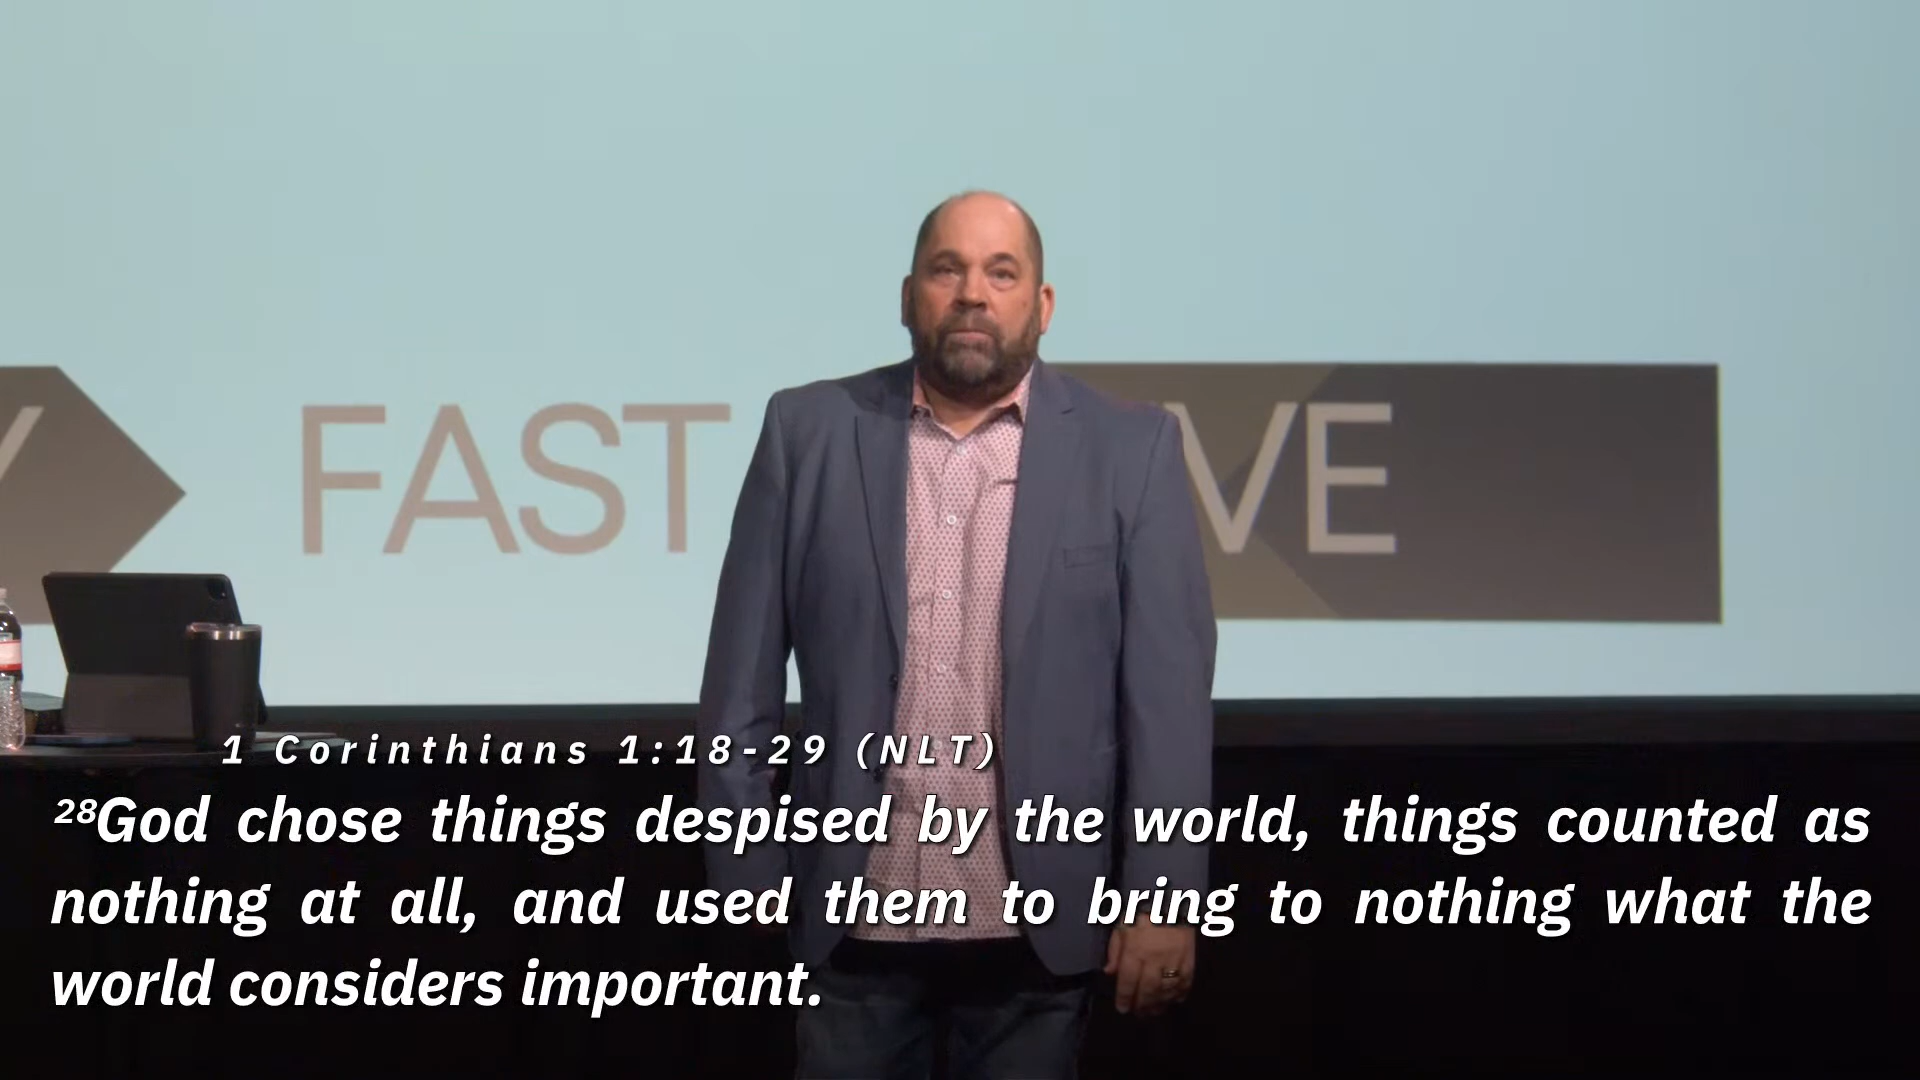 FAST
VE
1 Corinthians 1:18-29 (NLT)
²⁸God chose things despised by the world, things counted as
nothing at all, and used them to bring to nothing what the
world considers important.